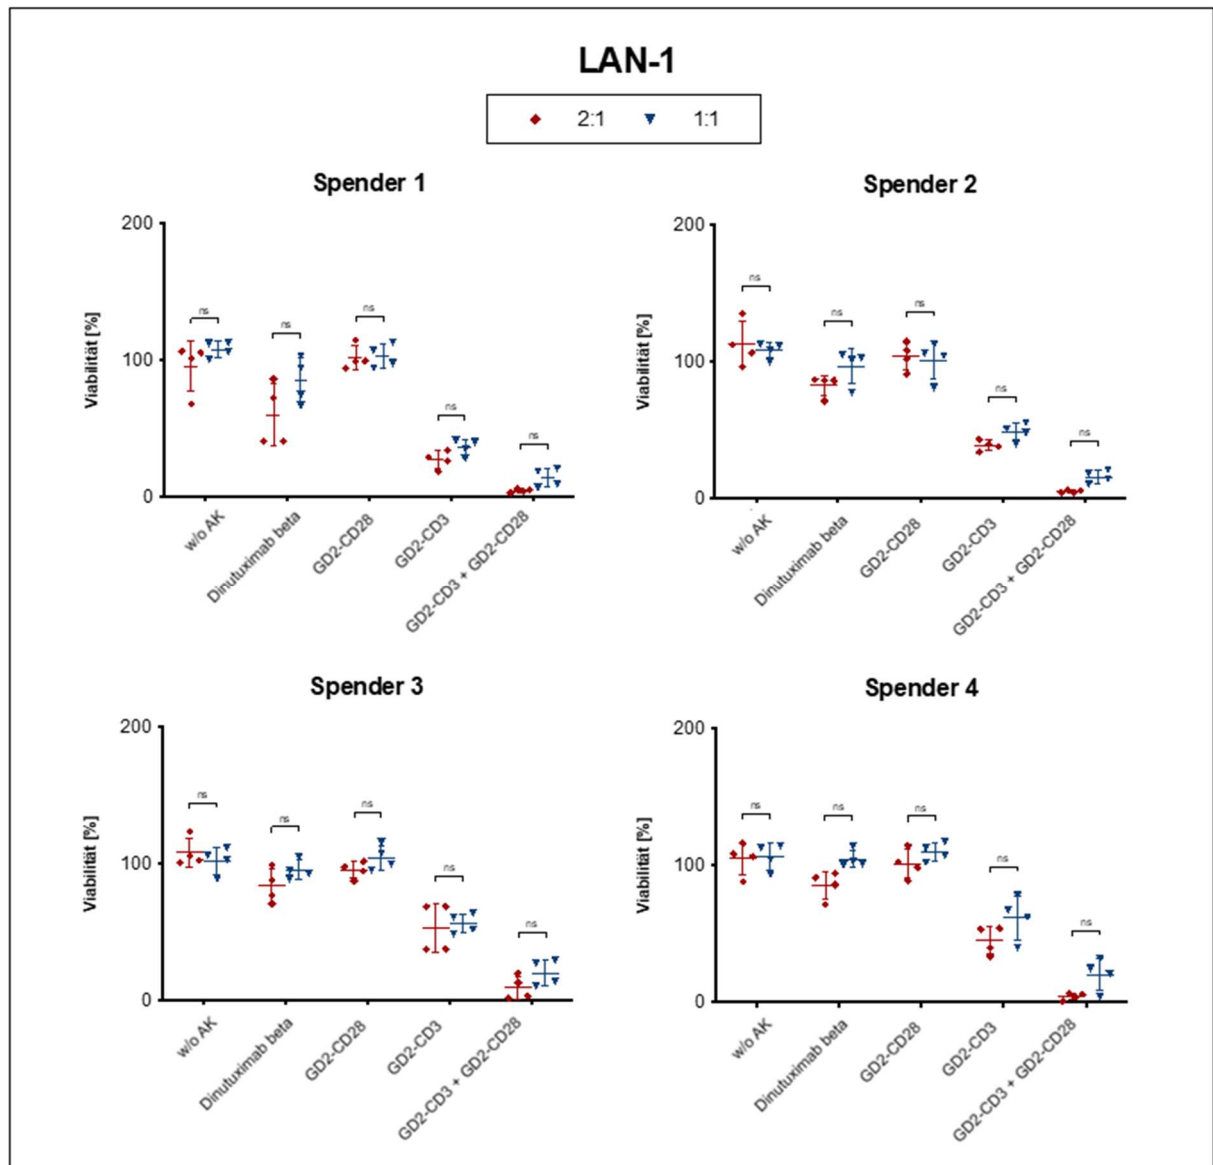 LAN-1
2:1 1:1
Spender 1
200
100
0
Viabilität [%]
ns
ns
ns
ns
ns
w/o AK
Dinutuximab beta
GD2-CD28
GD2-CD3
GD2-CD3 + GD2-CD28
Spender 2
200
100
0
Viabilität [%]
ns
ns
ns
ns
ns
w/o AK
Dinutuximab beta
GD2-CD28
GD2-CD3
GD2-CD3 + GD2-CD28
Spender 3
200
100
0
Viabilität [%]
ns
ns
ns
ns
ns
w/o AK
Dinutuximab beta
GD2-CD28
GD2-CD3
GD2-CD3 + GD2-CD28
Spender 4
200
100
0
Viabilität [%]
ns
ns
ns
ns
ns
w/o AK
Dinutuximab beta
GD2-CD28
GD2-CD3
GD2-CD3 + GD2-CD28